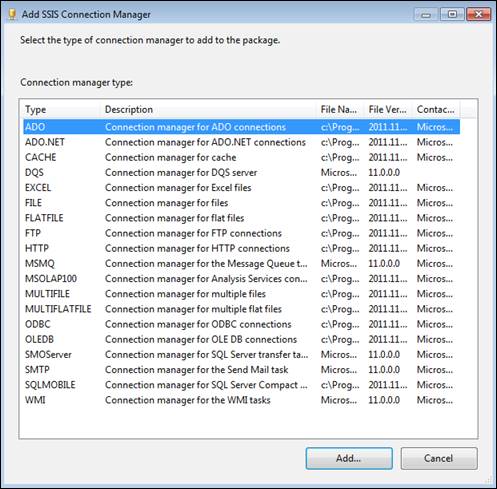 Add SSIS Connection Manager
Select the type of connection manager to add to the package.
Connection manager type:
Type Description File Na... File Ver... Contac...
ADO Connection manager for ADO connections c:\Prog... 2011.11... Micros...
ADO.NET Connection manager for ADO.NET connections c:\Prog... 2011.11... Micros...
CACHE Connection manager for cache c:\Prog... 2011.11... Micros...
DQS Connection manager for DQS server Micros... 11.0.0.0
EXCEL Connection manager for Excel files c:\Prog... 2011.11... Micros...
FILE Connection manager for files c:\Prog... 2011.11... Micros...
FLATFILE Connection manager for flat files c:\Prog... 2011.11... Micros...
FTP Connection manager for FTP connections c:\Prog... 2011.11... Micros...
HTTP Connection manager for HTTP connections c:\Prog... 2011.11... Micros...
MSMQ Connection manager for the Message Queue t... Micros... 11.0.0.0 Micros...
MSOLAP100 Connection manager for Analysis Services con... c:\Prog... 2011.11... Micros...
MULTIFILE Connection manager for multiple files c:\Prog... 2011.11... Micros...
MULTIFLATFILE Connection manager for multiple flat files c:\Prog... 2011.11... Micros...
ODBC Connection manager for ODBC connections c:\Prog... 2011.11... Micros...
OLEDB Connection manager for OLE DB connections c:\Prog... 2011.11... Micros...
SMOServer Connection manager for SQL Server transfer ta... Micros... 11.0.0.0 Micros...
SMTP Connection manager for the Send Mail task Micros... 11.0.0.0 Micros...
SQLMOBILE Connection manager for SQL Server Compact ... c:\Prog... 2011.11... Micros...
WMI Connection manager for the WMI tasks Micros... 11.0.0.0 Micros...
Add... Cancel